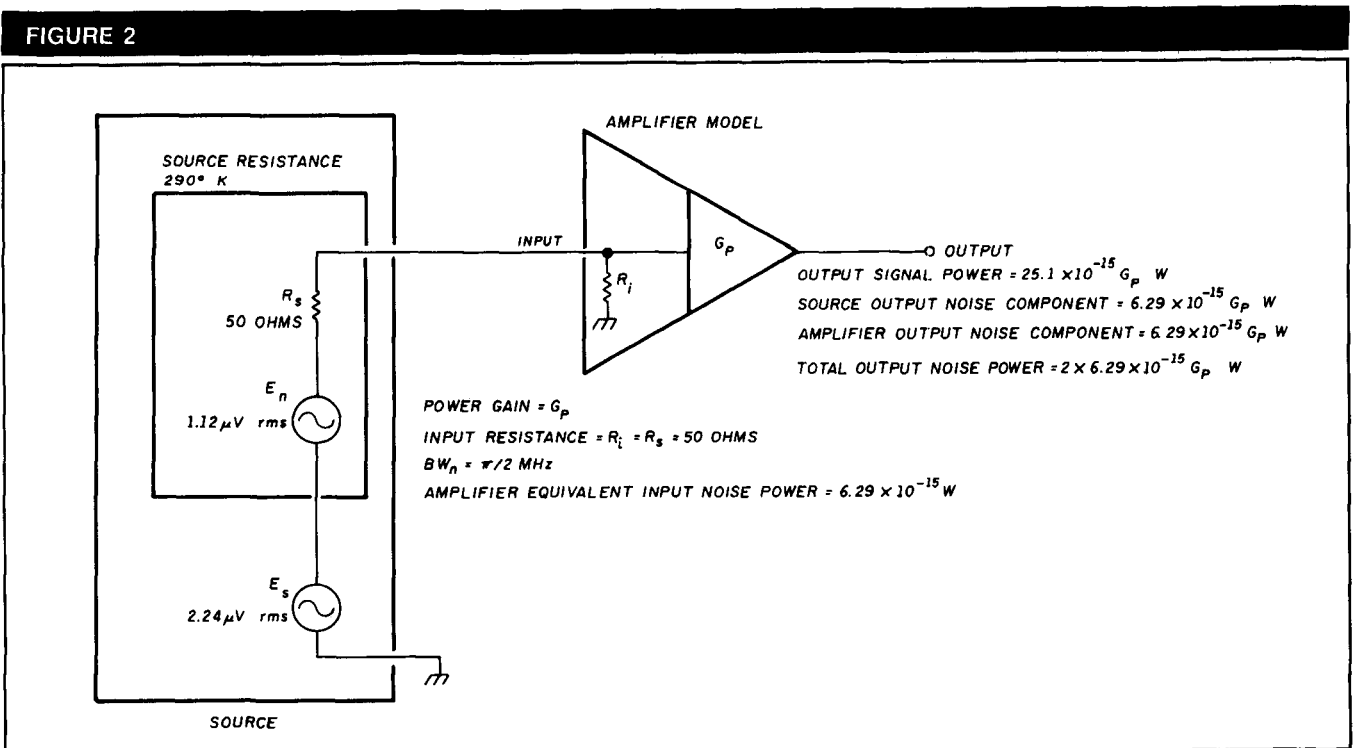 FIGURE 2
AMPLIFIER MODEL
SOURCE RESISTANCE
290° K
INPUT
G_P
OUTPUT
R_i
OUTPUT SIGNAL POWER = 25.1 × 10^-15 G_P W
R_s
50 OHMS
SOURCE OUTPUT NOISE COMPONENT = 6.29 × 10^-15 G_P W
AMPLIFIER OUTPUT NOISE COMPONENT = 6.29 × 10^-15 G_P W
TOTAL OUTPUT NOISE POWER = 2 × 6.29 × 10^-15 G_P W
E_n
1.12 μV rms
POWER GAIN = G_P
INPUT RESISTANCE = R_i = R_s = 50 OHMS
BW_n = π/2 MHz
AMPLIFIER EQUIVALENT INPUT NOISE POWER = 6.29 × 10^-15 W
E_s
2.24 μV rms
SOURCE